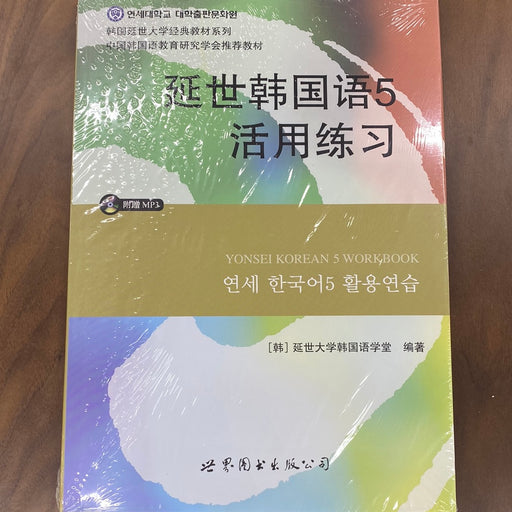 연세대학교 대학출판문화원
韩国延世大学经典教材系列
中国韩国语教育研究学会推荐教材
延世韩国语5
活用练习
附赠 MP3
YONSEI KOREAN 5 WORKBOOK
연세 한국어5 활용연습
[韩] 延世大学韩国语学堂 编著
世界图书出版公司